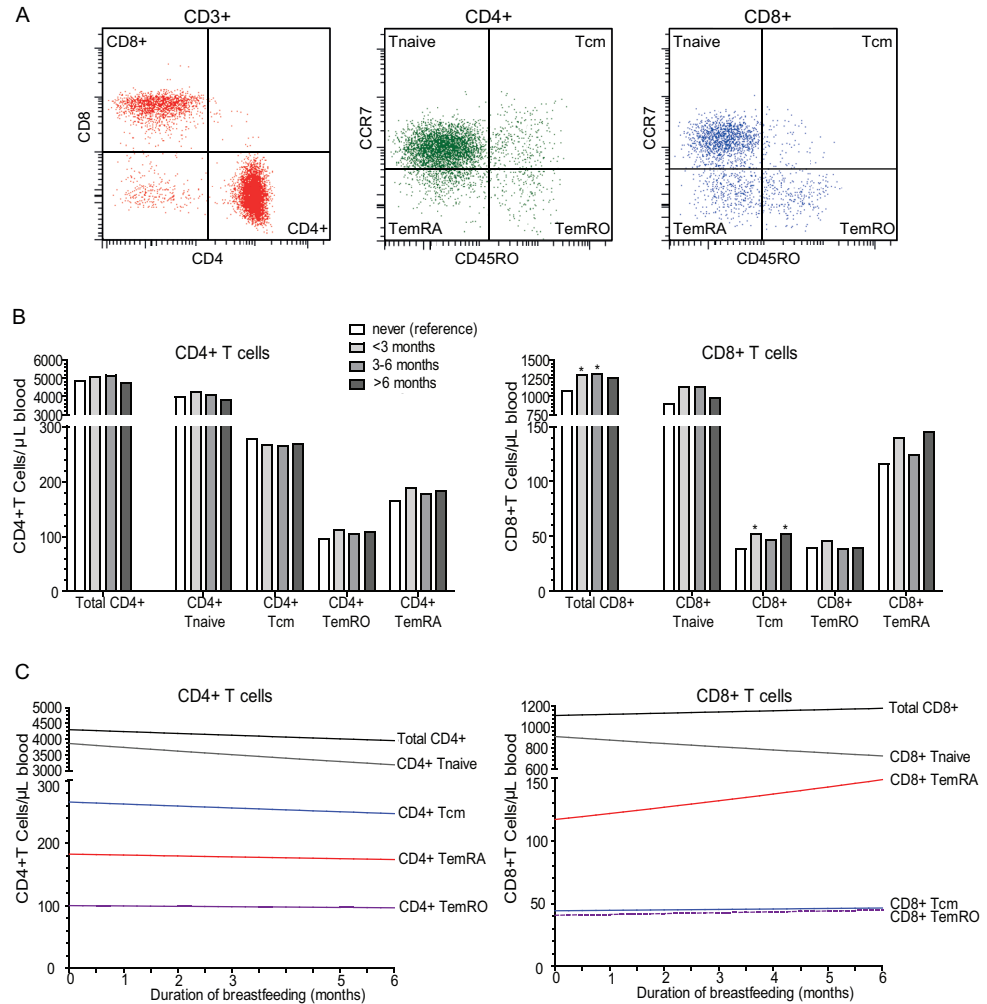 A
CD3+
CD8+
CD8
CD4+
CD4
CD4+
Tnaive
Tcm
CCR7
TemRA
TemRO
CD45RO
CD8+
Tnaive
Tcm
CCR7
TemRA
TemRO
CD45RO
B
never (reference)
<3 months
3-6 months
>6 months
CD4+ T cells
CD4+T Cells/µL blood
6000
5000
4000
3000
300
200
100
0
Total CD4+
CD4+ Tnaive
CD4+ Tcm
CD4+ TemRO
CD4+ TemRA
CD8+ T cells
CD8+T Cells/µL blood
1500
1250
1000
750
150
100
50
0
* *
* *
Total CD8+
CD8+ Tnaive
CD8+ Tcm
CD8+ TemRO
CD8+ TemRA
C
CD4+ T cells
CD4+T Cells/µL blood
5000
4500
4000
3500
3000
300
200
100
0
Total CD4+
CD4+ Tnaive
CD4+ Tcm
CD4+ TemRA
CD4+ TemRO
0 1 2 3 4 5 6
Duration of breastfeeding (months)
CD8+ T cells
CD8+T Cells/µL blood
1200
1000
800
600
150
100
50
0
Total CD8+
CD8+ Tnaive
CD8+ TemRA
CD8+ Tcm
CD8+ TemRO
0 1 2 3 4 5 6
Duration of breastfeeding (months)